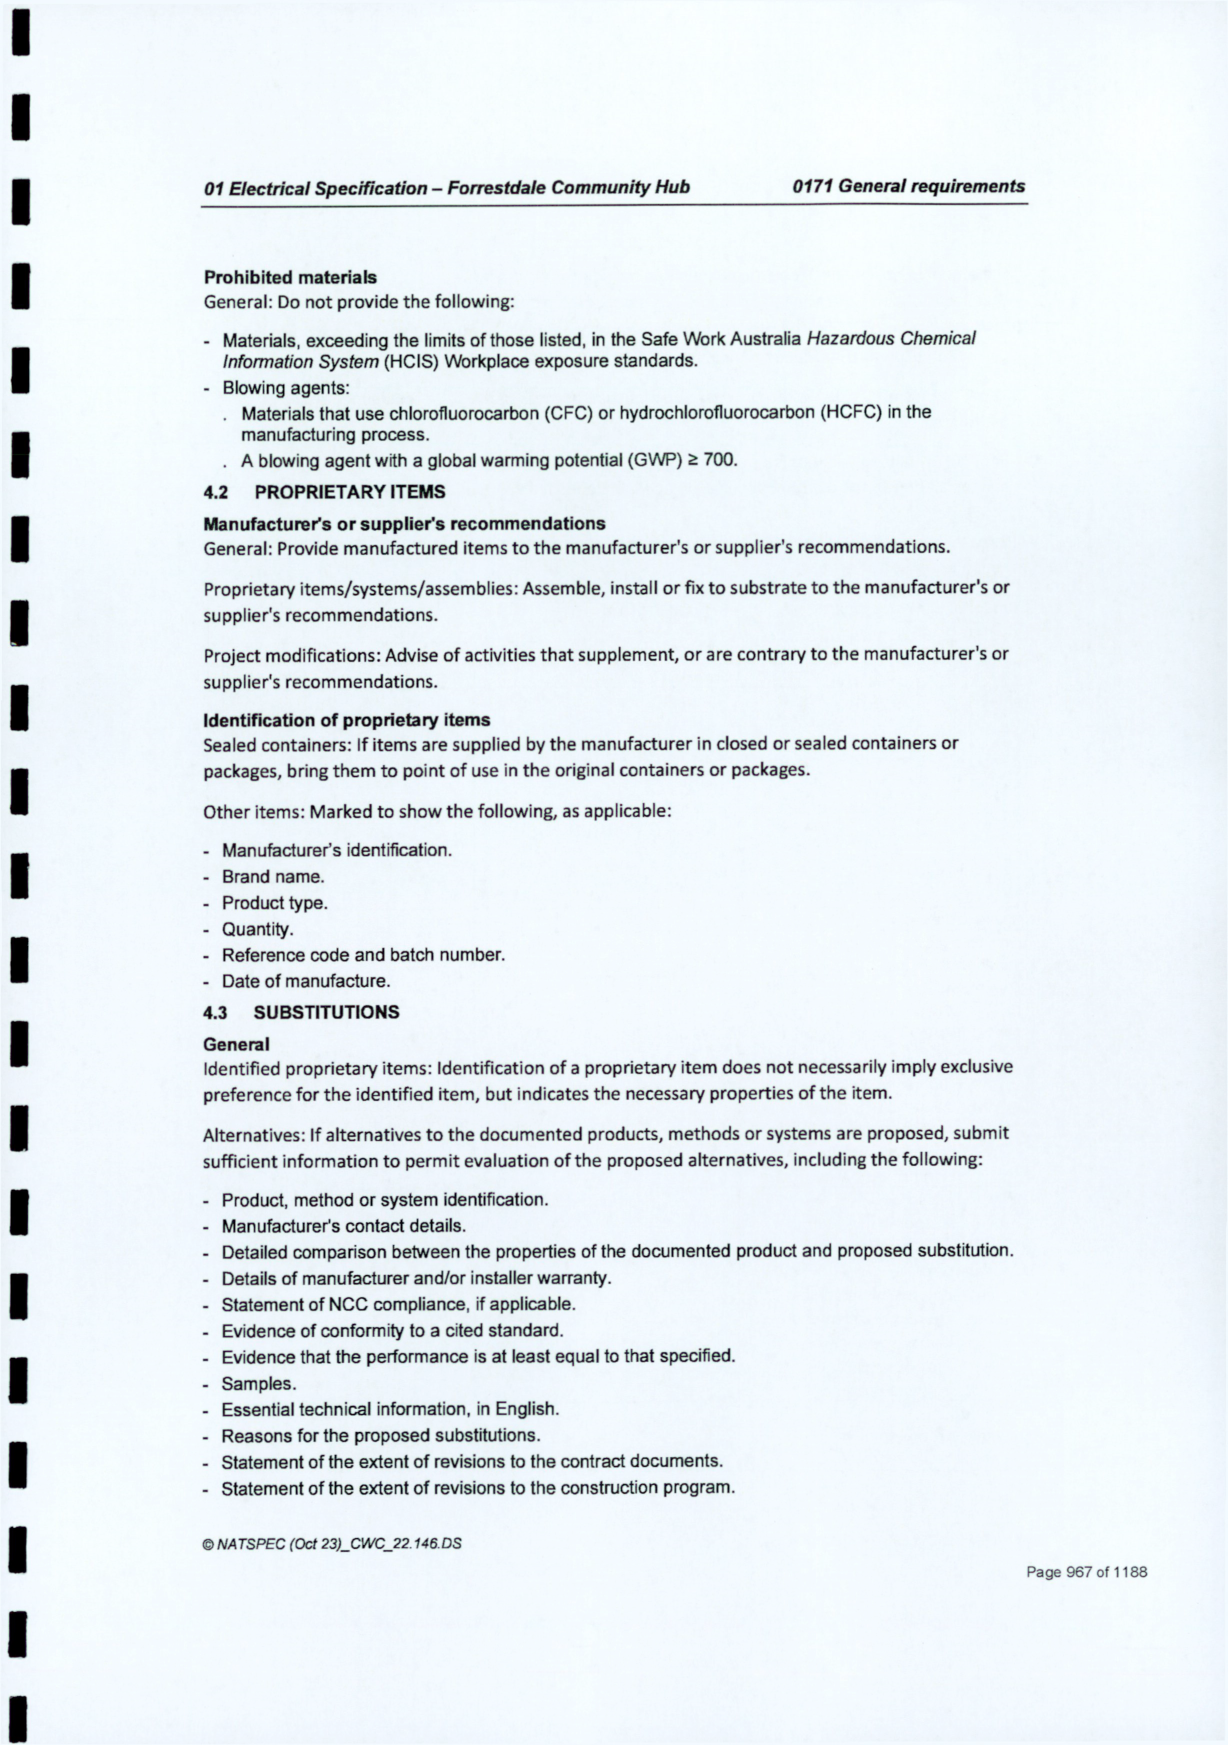 01 Electrical Specification – Forrestdale Community Hub 0171 General requirements
Prohibited materials
General: Do not provide the following:
- Materials, exceeding the limits of those listed, in the Safe Work Australia Hazardous Chemical
Information System (HCIS) Workplace exposure standards.
- Blowing agents:
. Materials that use chlorofluorocarbon (CFC) or hydrochlorofluorocarbon (HCFC) in the
manufacturing process.
. A blowing agent with a global warming potential (GWP) ≥ 700.
4.2 PROPRIETARY ITEMS
Manufacturer's or supplier's recommendations
General: Provide manufactured items to the manufacturer's or supplier's recommendations.
Proprietary items/systems/assemblies: Assemble, install or fix to substrate to the manufacturer's or
supplier's recommendations.
Project modifications: Advise of activities that supplement, or are contrary to the manufacturer's or
supplier's recommendations.
Identification of proprietary items
Sealed containers: If items are supplied by the manufacturer in closed or sealed containers or
packages, bring them to point of use in the original containers or packages.
Other items: Marked to show the following, as applicable:
- Manufacturer's identification.
- Brand name.
- Product type.
- Quantity.
- Reference code and batch number.
- Date of manufacture.
4.3 SUBSTITUTIONS
General
Identified proprietary items: Identification of a proprietary item does not necessarily imply exclusive
preference for the identified item, but indicates the necessary properties of the item.
Alternatives: If alternatives to the documented products, methods or systems are proposed, submit
sufficient information to permit evaluation of the proposed alternatives, including the following:
- Product, method or system identification.
- Manufacturer's contact details.
- Detailed comparison between the properties of the documented product and proposed substitution.
- Details of manufacturer and/or installer warranty.
- Statement of NCC compliance, if applicable.
- Evidence of conformity to a cited standard.
- Evidence that the performance is at least equal to that specified.
- Samples.
- Essential technical information, in English.
- Reasons for the proposed substitutions.
- Statement of the extent of revisions to the contract documents.
- Statement of the extent of revisions to the construction program.
© NATSPEC (Oct 23)_CWC_22.146.DS
Page 967 of 1188